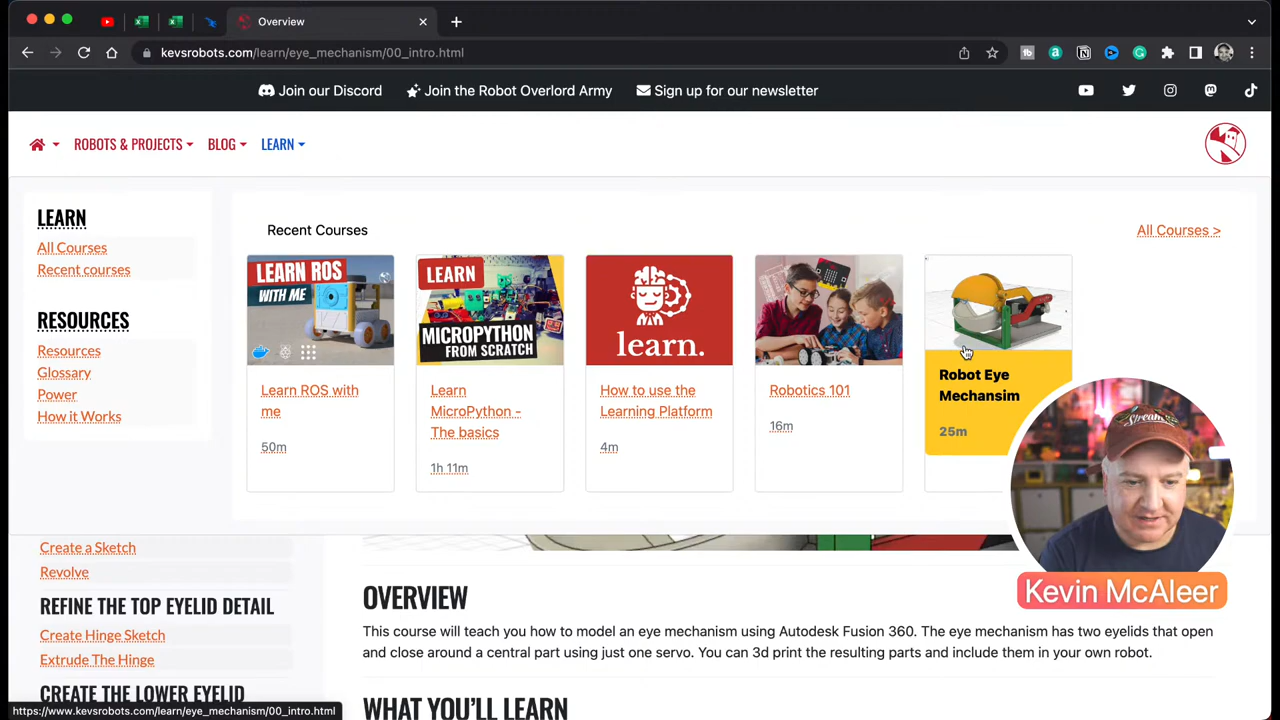 Overview
kevsrobots.com/learn/eye_mechanism/00_intro.html
Join our Discord
Join the Robot Overlord Army
Sign up for our newsletter
ROBOTS & PROJECTS
BLOG
LEARN
LEARN
All Courses
Recent courses
RESOURCES
Resources
Glossary
Power
How it Works
Recent Courses
All Courses >
LEARN ROS
WITH ME
Learn ROS with
me
50m
LEARN
MICROPYTHON
FROM SCRATCH
Learn
MicroPython -
The basics
1h 11m
learn.
How to use the
Learning Platform
4m
Robotics 101
16m
Robot Eye
Mechansim
25m
Create a Sketch
Revolve
REFINE THE TOP EYELID DETAIL
Create Hinge Sketch
Extrude The Hinge
CREATE THE LOWER EYELID
OVERVIEW
This course will teach you how to model an eye mechanism using Autodesk Fusion 360. The eye mechanism has two eyelids that open
and close around a central part using just one servo. You can 3d print the resulting parts and include them in your own robot.
WHAT YOU'LL LEARN
Kevin McAleer
https://www.kevsrobots.com/learn/eye_mechanism/00_intro.html